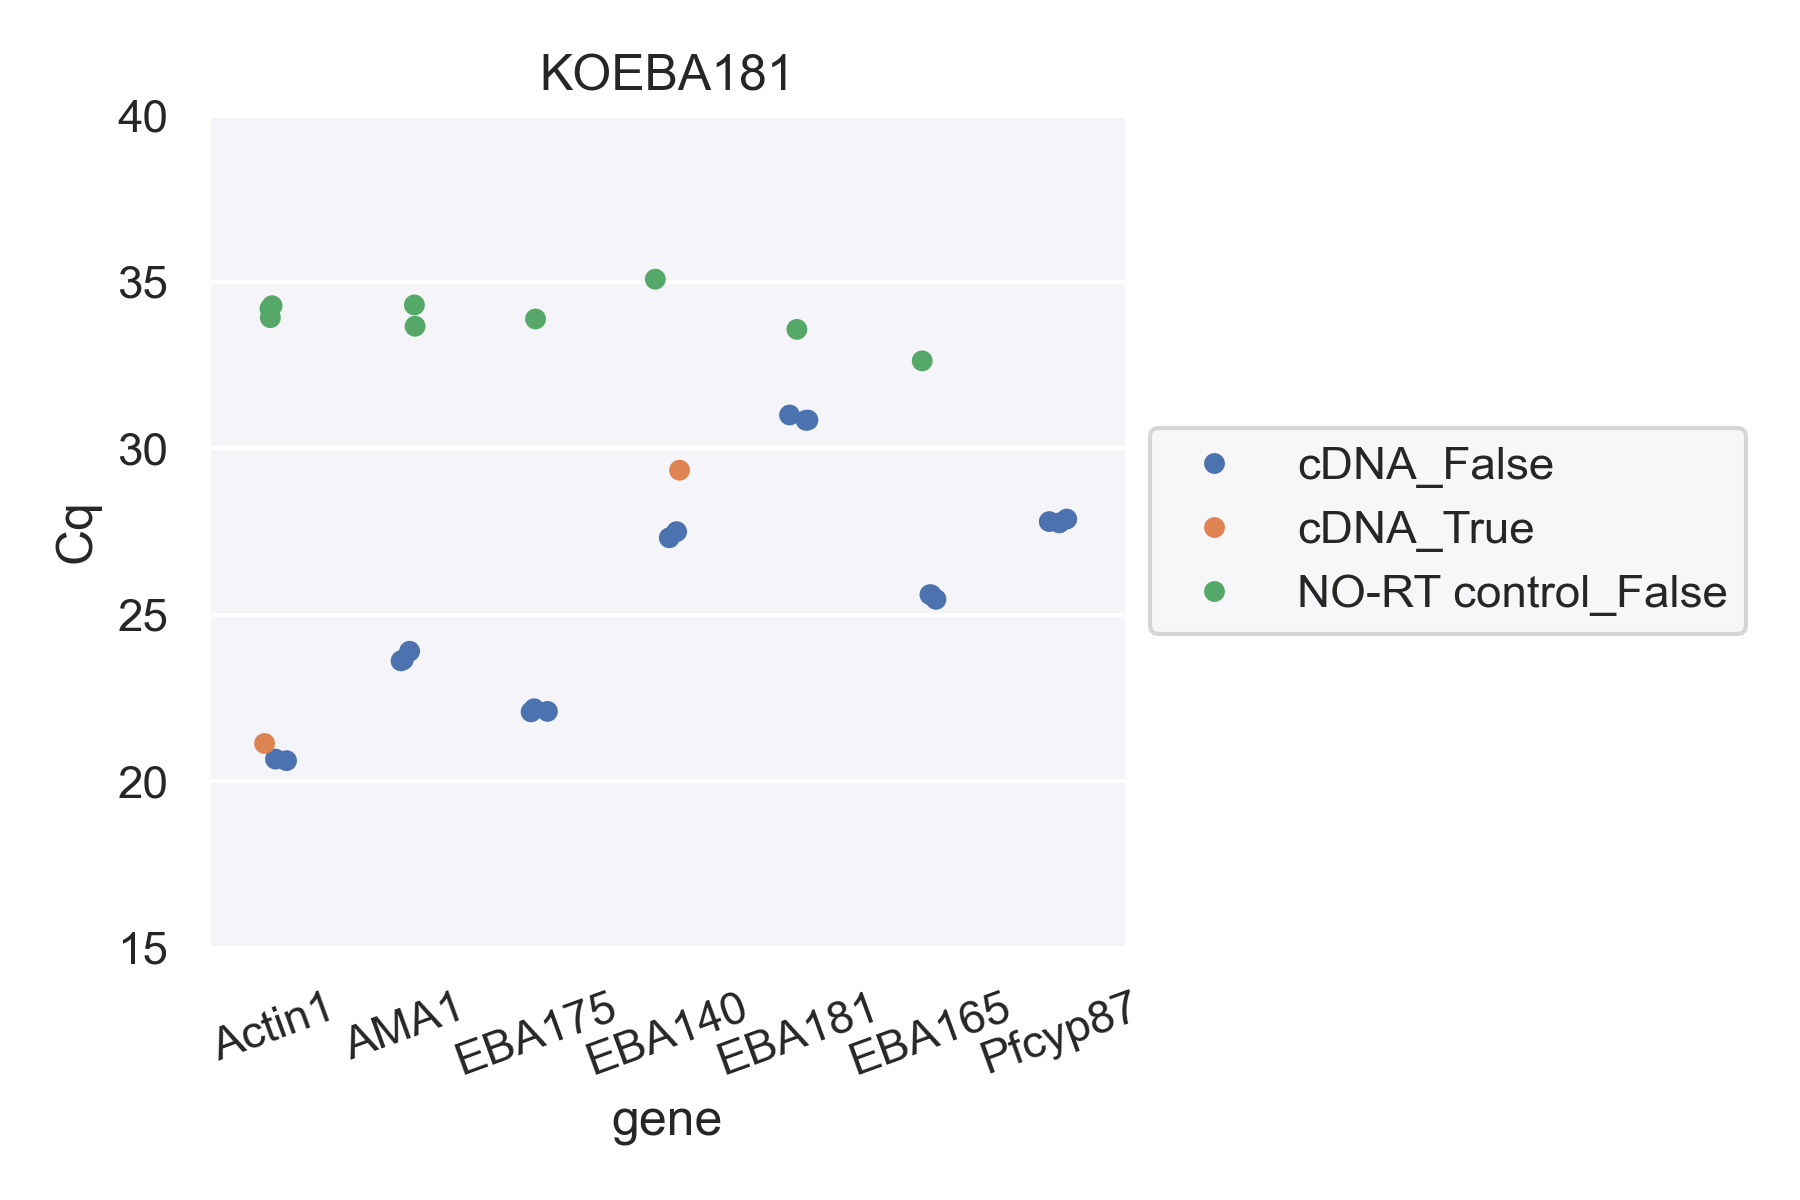 KOEBA181
40
35
30
25
20
15
Cq
Actin1
AMA1
EBA175
EBA140
EBA181
EBA165
Pfcyp87
gene
cDNA_False
cDNA_True
NO-RT control_False